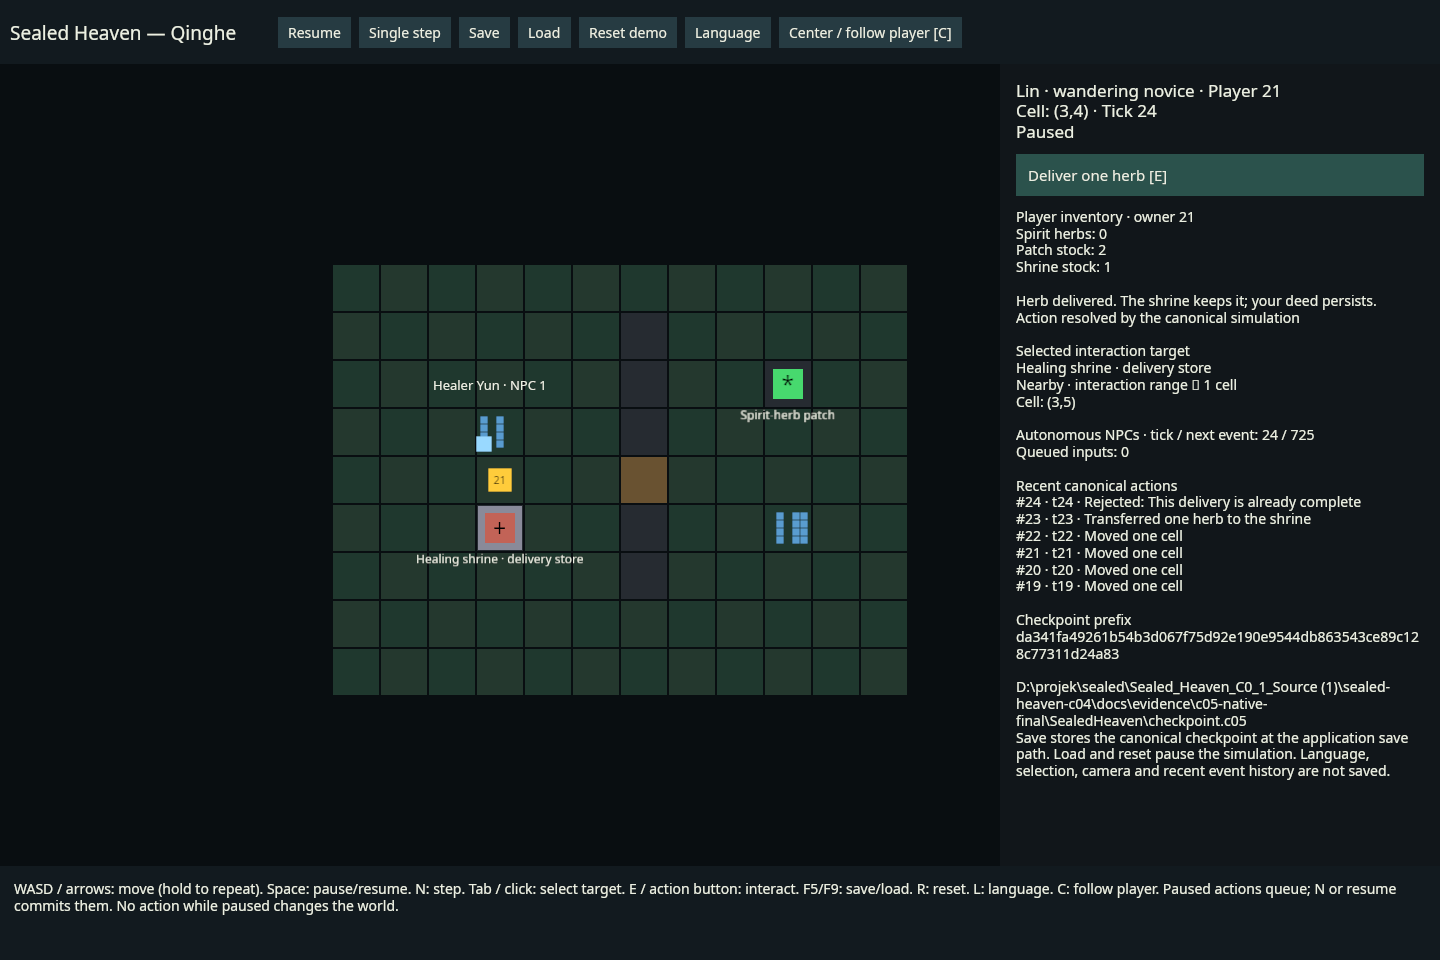 Sealed Heaven — Qinghe
Resume
Single step
Save
Load
Reset demo
Language
Center / follow player [C]
Lin · wandering novice · Player 21
Cell: (3,4) · Tick 24
Paused
Deliver one herb [E]
Player inventory · owner 21
Spirit herbs: 0
Patch stock: 2
Shrine stock: 1
Herb delivered. The shrine keeps it; your deed persists.
Action resolved by the canonical simulation
Selected interaction target
Healing shrine · delivery store
Nearby · interaction range ▯ 1 cell
Cell: (3,5)
Autonomous NPCs · tick / next event: 24 / 725
Queued inputs: 0
Recent canonical actions
#24 · t24 · Rejected: This delivery is already complete
#23 · t23 · Transferred one herb to the shrine
#22 · t22 · Moved one cell
#21 · t21 · Moved one cell
#20 · t20 · Moved one cell
#19 · t19 · Moved one cell
Checkpoint prefix
da341fa49261b54b3d067f75d92e190e9544db863543ce89c12
8c77311d24a83
D:\projek\sealed\Sealed_Heaven_C0_1_Source (1)\sealed-
heaven-c04\docs\evidence\c05-native-
final\SealedHeaven\checkpoint.c05
Save stores the canonical checkpoint at the application save
path. Load and reset pause the simulation. Language,
selection, camera and recent event history are not saved.
Healer Yun · NPC 1
*
Spirit-herb patch
21
+
Healing shrine · delivery store
WASD / arrows: move (hold to repeat). Space: pause/resume. N: step. Tab / click: select target. E / action button: interact. F5/F9: save/load. R: reset. L: language. C: follow player. Paused actions queue; N or resume
commits them. No action while paused changes the world.